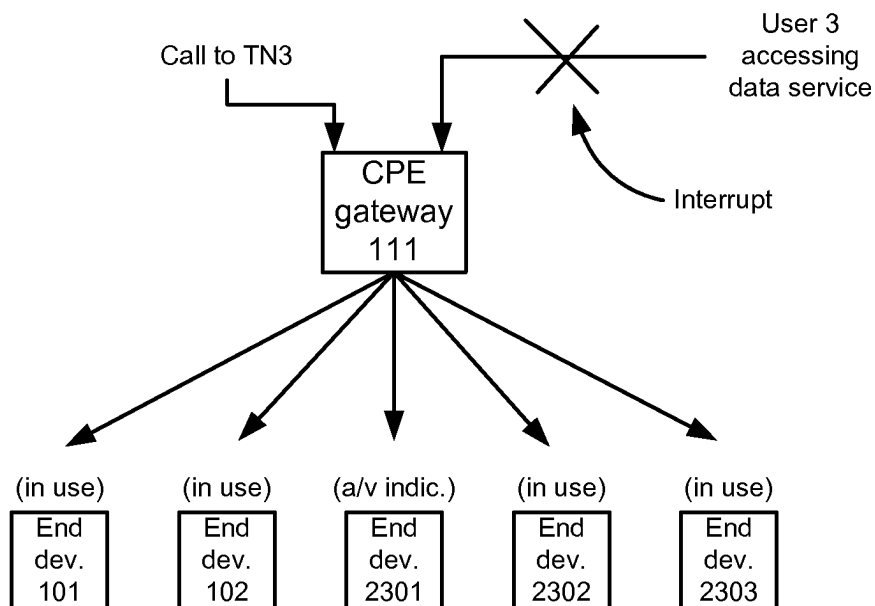 Call to TN3
User 3
accessing
data service
Interrupt
CPE
gateway
111
(in use)
(in use)
(a/v indic.)
(in use)
(in use)
End
dev.
101
End
dev.
102
End
dev.
2301
End
dev.
2302
End
dev.
2303